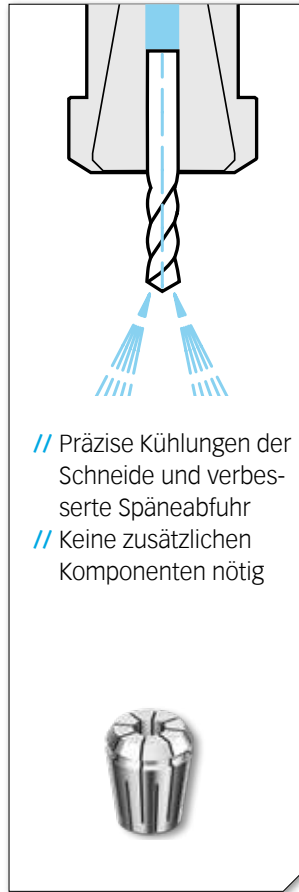 // Präzise Kühlungen der
Schneide und verbes-
serte Späneabfuhr
// Keine zusätzlichen
Komponenten nötig